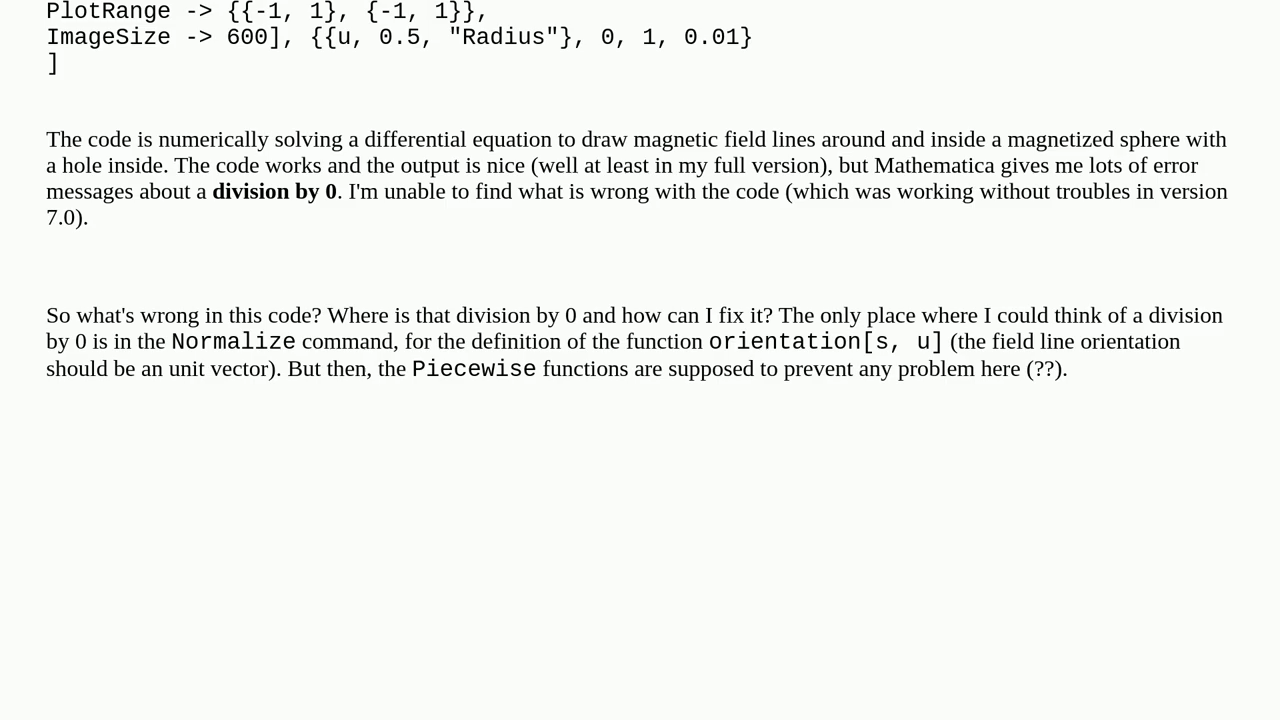 PlotRange -> {{-1, 1}, {-1, 1}},
ImageSize -> 600], {{u, 0.5, "Radius"}, 0, 1, 0.01}
]
The code is numerically solving a differential equation to draw magnetic field lines around and inside a magnetized sphere with
a hole inside. The code works and the output is nice (well at least in my full version), but Mathematica gives me lots of error
messages about a division by 0. I'm unable to find what is wrong with the code (which was working without troubles in version
7.0).
So what's wrong in this code? Where is that division by 0 and how can I fix it? The only place where I could think of a division
by 0 is in the Normalize command, for the definition of the function orientation[s, u] (the field line orientation
should be an unit vector). But then, the Piecewise functions are supposed to prevent any problem here (??).